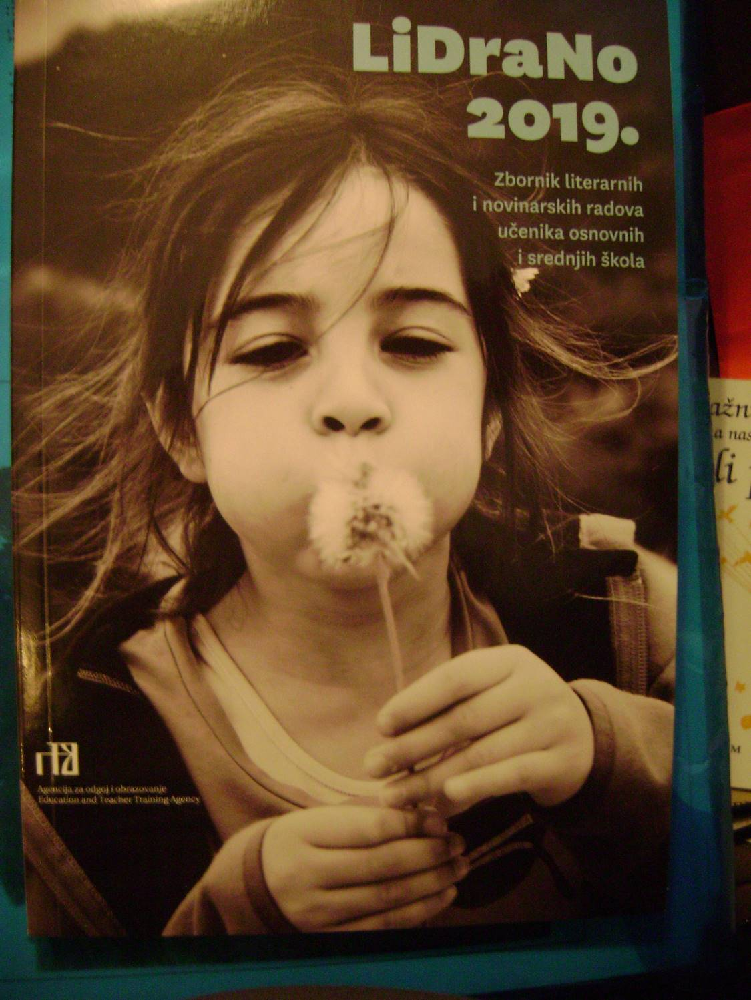 LiDraNo
2019.
Zbornik literarnih
i novinarskih radova
učenika osnovnih
i srednjih škola
Agencija za odgoj i obrazovanje
Education and Teacher Training Agency